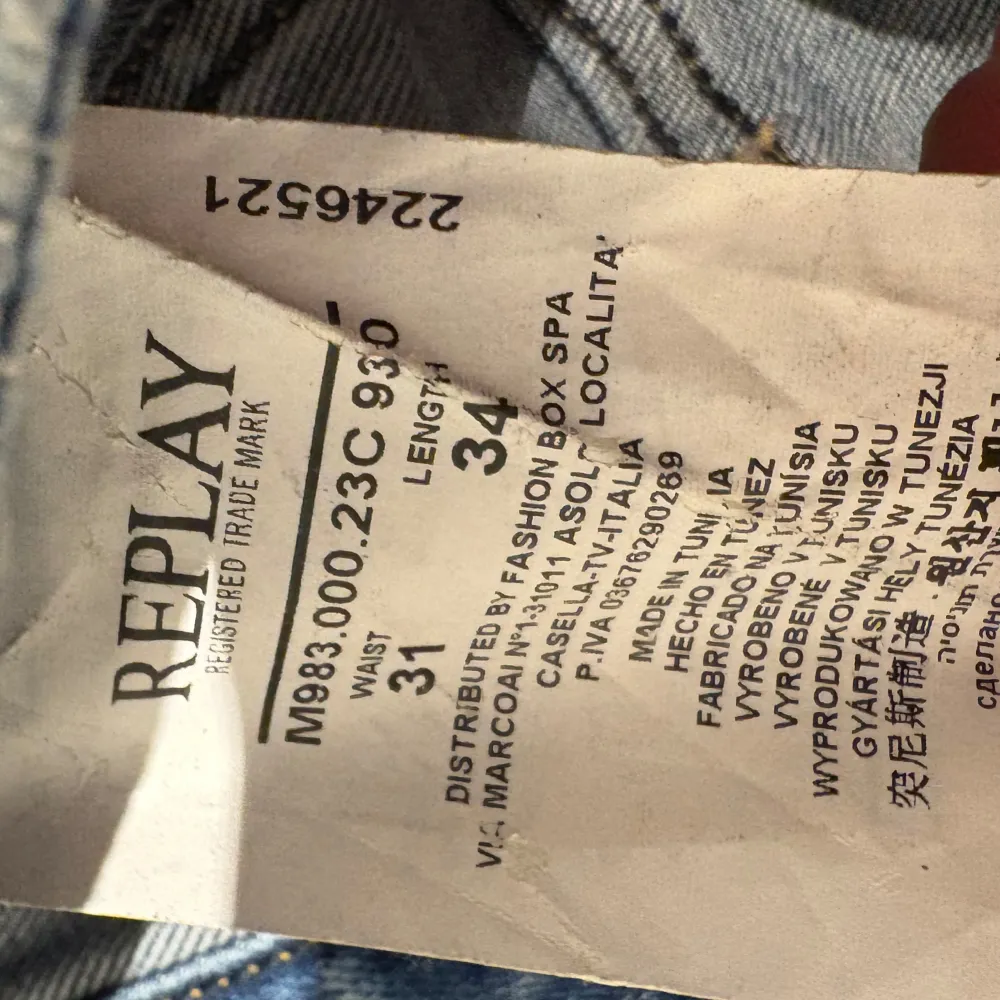 2246521
REPLAY
REGISTERED TRADE MARK
M983.000.23C 930
WAIST LENGTH
31 34
DISTRIBUTED BY FASHION BOX SPA
VIA MARCOAI N°1-31011 ASOLO LOCALITA'
CASELLA-TV-ITALIA
P.IVA 03676290269
MADE IN TUNISIA
HECHO EN TUNEZ
FABRICADO NA TUNÍSIA
VYROBENO V TUNISKU
VYROBENÉ V TUNISKU
WYPRODUKOWANO W TUNEZJI
GYÁRTÁSI HELY TUNÉZIA
突尼斯制造